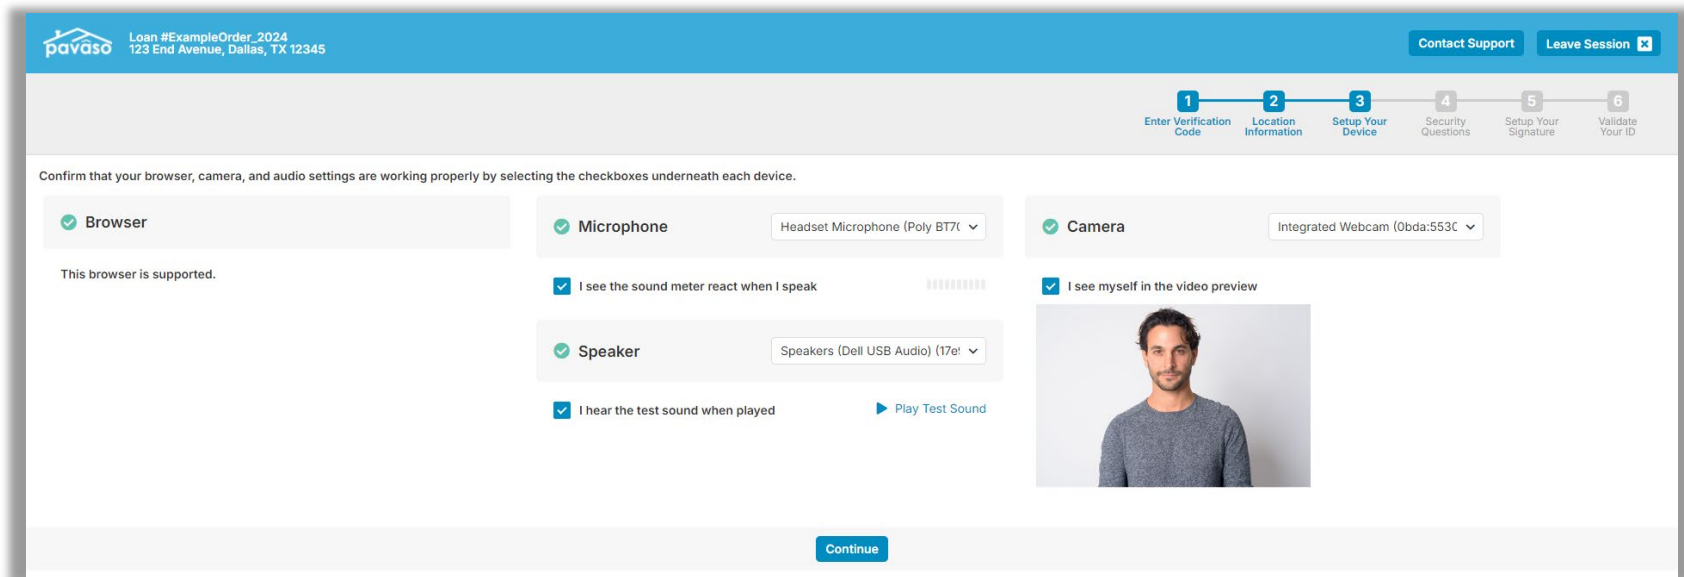 pavaso
Loan #ExampleOrder_2024
123 End Avenue, Dallas, TX 12345
Contact Support
Leave Session
1
2
3
4
5
6
Enter Verification
Code
Location
Information
Setup Your
Device
Security
Questions
Setup Your
Signature
Validate
Your ID
Confirm that your browser, camera, and audio settings are working properly by selecting the checkboxes underneath each device.
Browser
This browser is supported.
Microphone
Headset Microphone (Poly
I see the sound meter react when I speak
Speaker
Speakers (Dell USB Audio)
I hear the test sound when played
Play Test Sound
Camera
Integrated Webcam
I see myself in the video preview
Continue